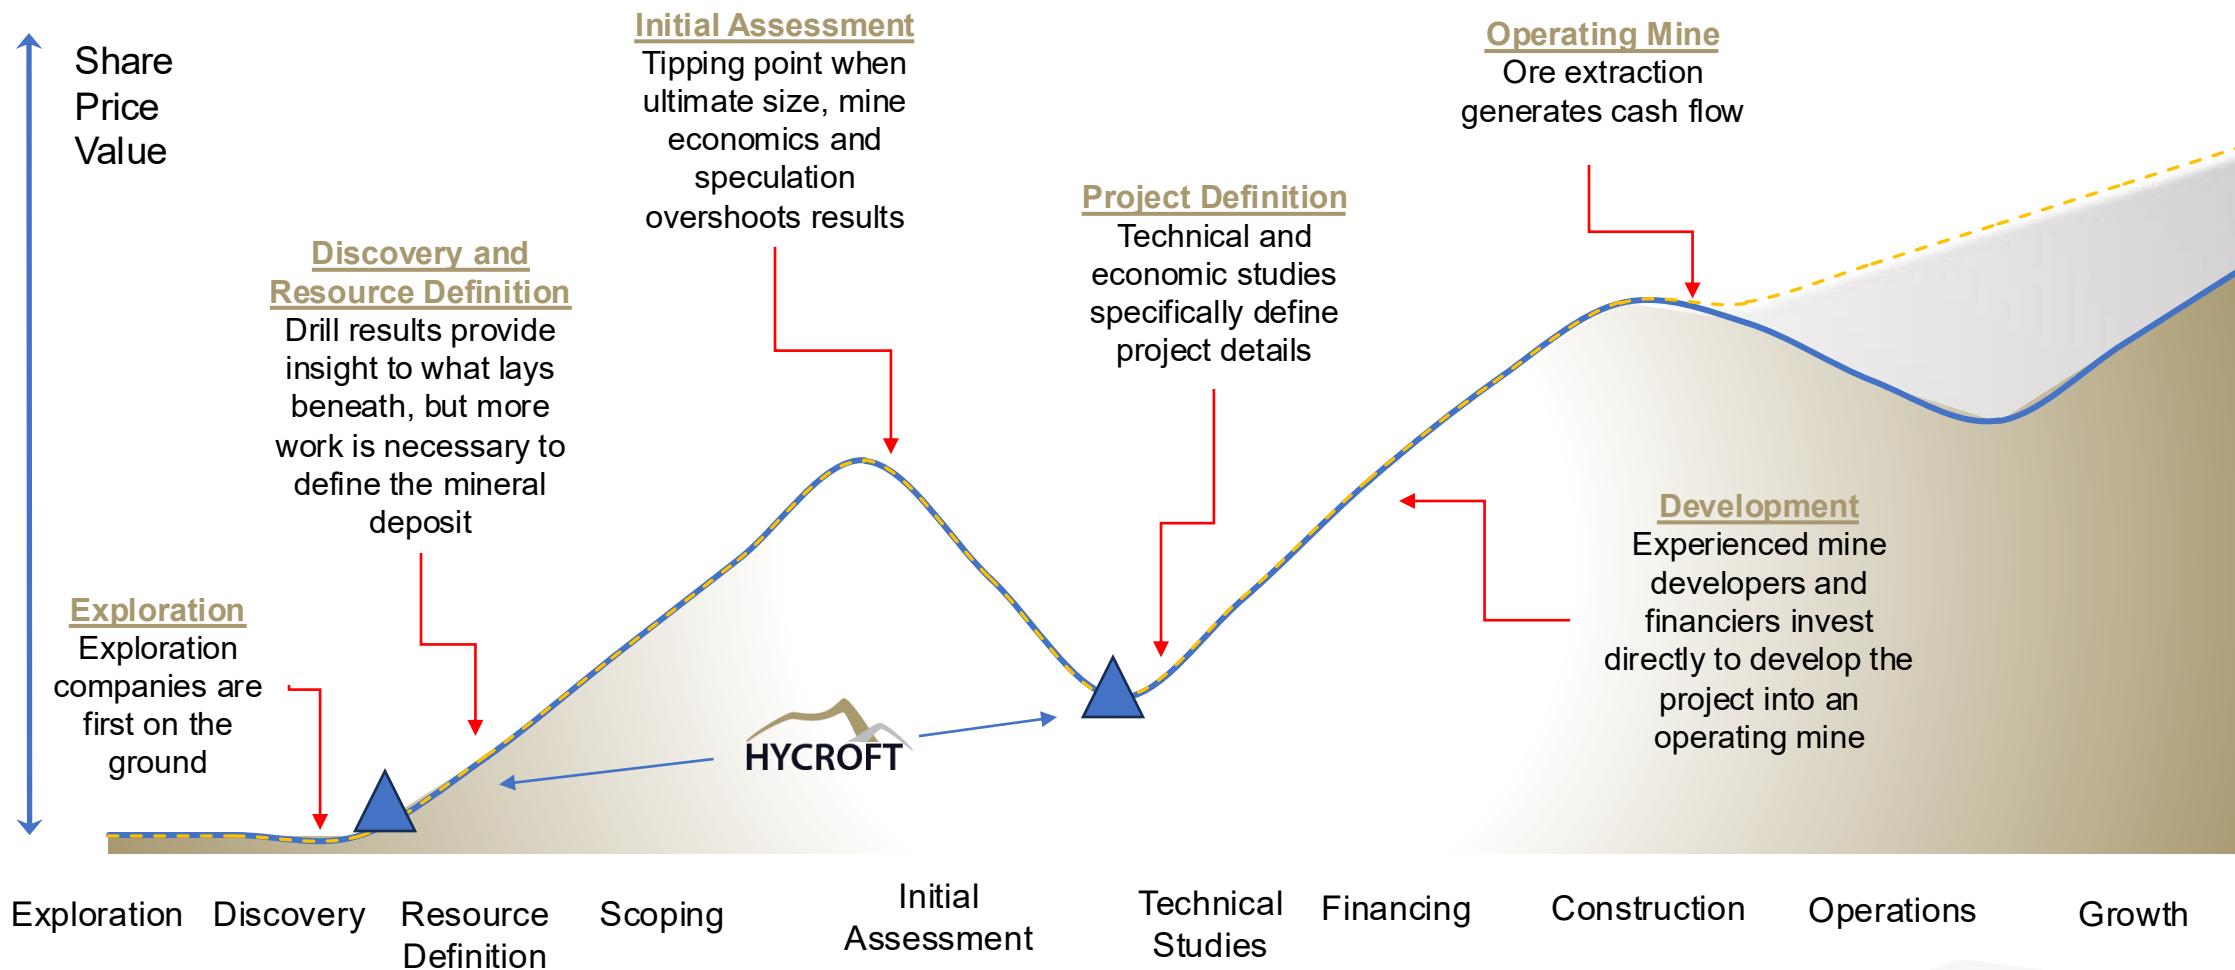 Share
Price
Value
Initial Assessment
Tipping point when
ultimate size, mine
economics and
speculation
overshoots results
Operating Mine
Ore extraction
generates cash flow
Project Definition
Technical and
economic studies
specifically define
project details
Discovery and
Resource Definition
Drill results provide
insight to what lays
beneath, but more
work is necessary to
define the mineral
deposit
Development
Experienced mine
developers and
financiers invest
directly to develop the
project into an
operating mine
Exploration
Exploration
companies are
first on the
ground
HYCROFT
Exploration
Discovery
Resource
Definition
Scoping
Initial
Assessment
Technical
Studies
Financing
Construction
Operations
Growth